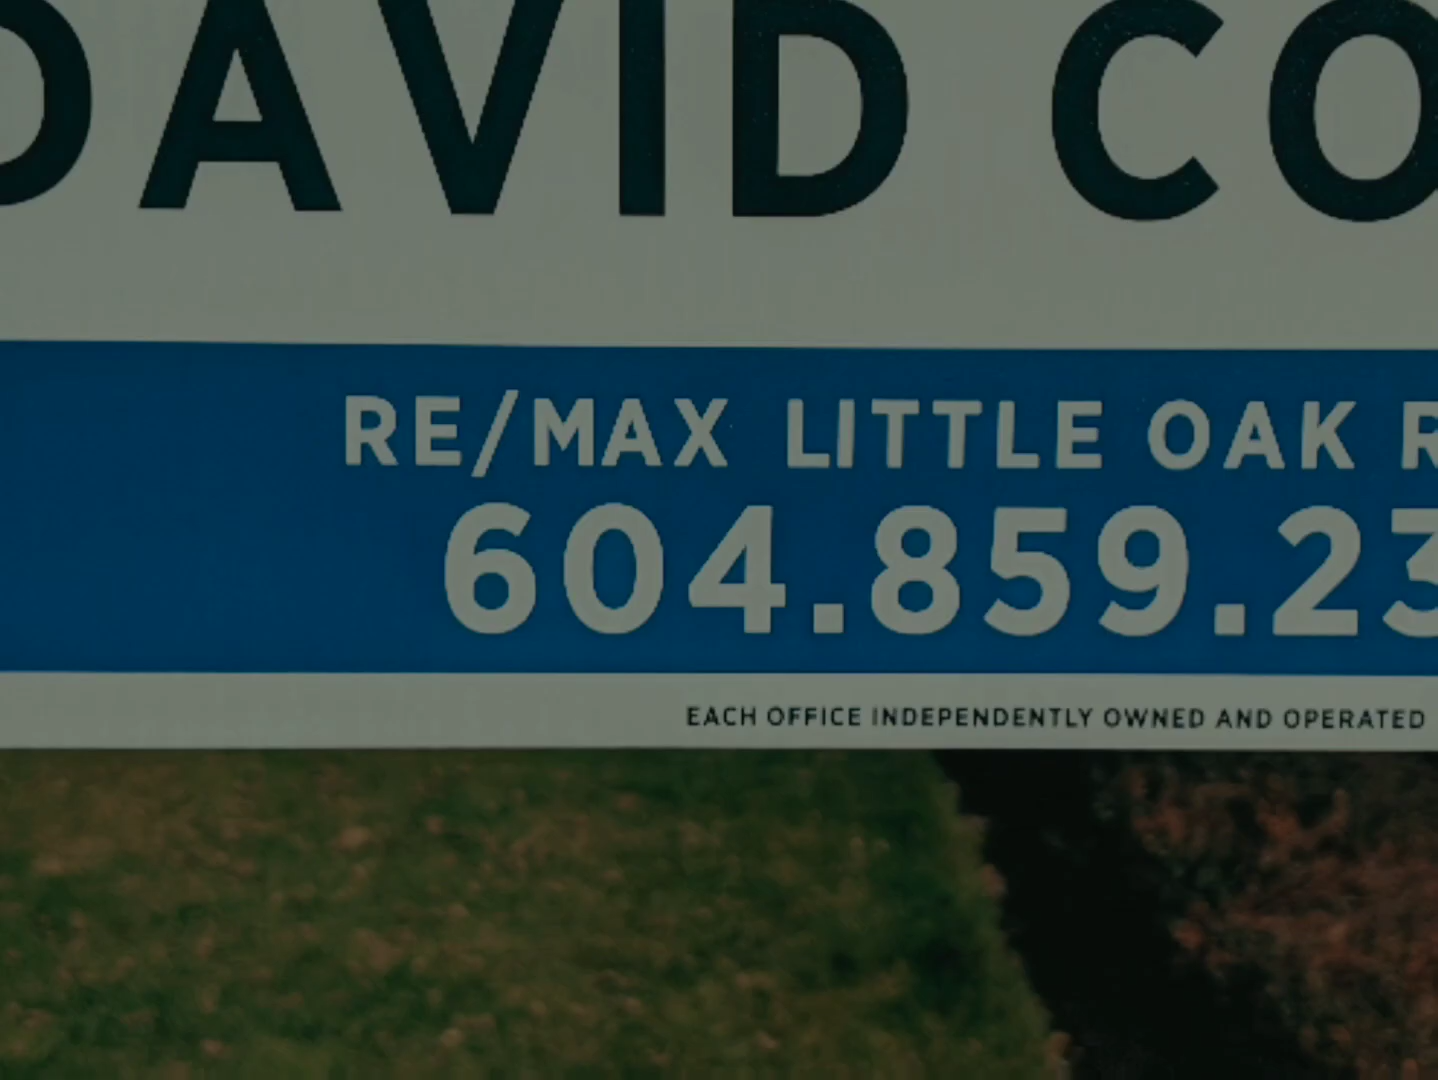 DAVID CO
RE/MAX LITTLE OAK R
604.859.23
EACH OFFICE INDEPENDENTLY OWNED AND OPERATED